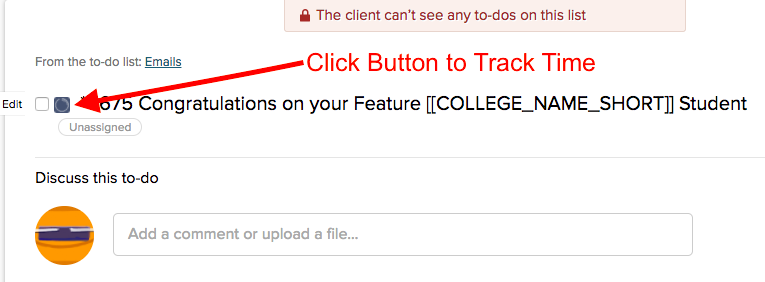 The client can't see any to-dos on this list
From the to-do list: Emails
Click Button to Track Time
Edit
675 Congratulations on your Feature [[COLLEGE_NAME_SHORT]] Student
Unassigned
Discuss this to-do
Add a comment or upload a file...